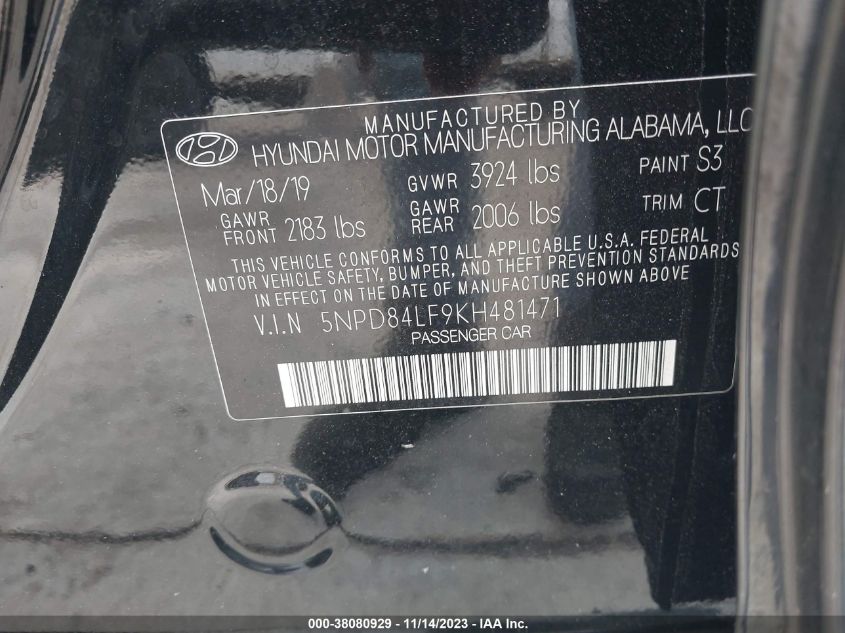 MANUFACTURED BY
HYUNDAI MOTOR MANUFACTURING ALABAMA, LLC
Mar/18/19 GVWR 3924 lbs PAINT S3
GAWR FRONT 2183 lbs GAWR REAR 2006 lbs TRIM CT
THIS VEHICLE CONFORMS TO ALL APPLICABLE U.S.A. FEDERAL
MOTOR VEHICLE SAFETY, BUMPER, AND THEFT PREVENTION STANDARDS
IN EFFECT ON THE DATE OF MANUFACTURE SHOWN ABOVE
V.I.N 5NPD84LF9KH481471
PASSENGER CAR
000-38080929 - 11/14/2023 - IAA Inc.